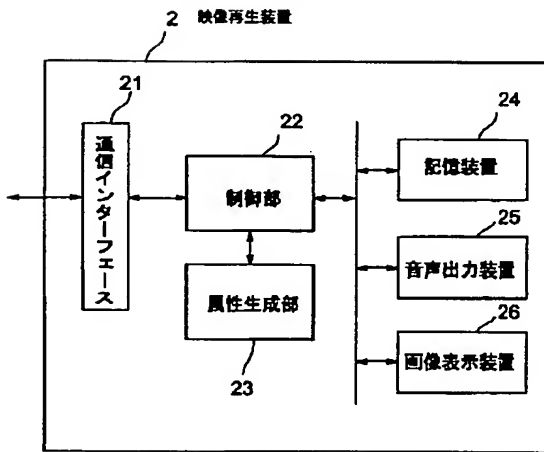 2 映像再生装置
21
通信インターフェース
22
制御部
属性生成部
23
24
記憶装置
25
音声出力装置
26
画像表示装置